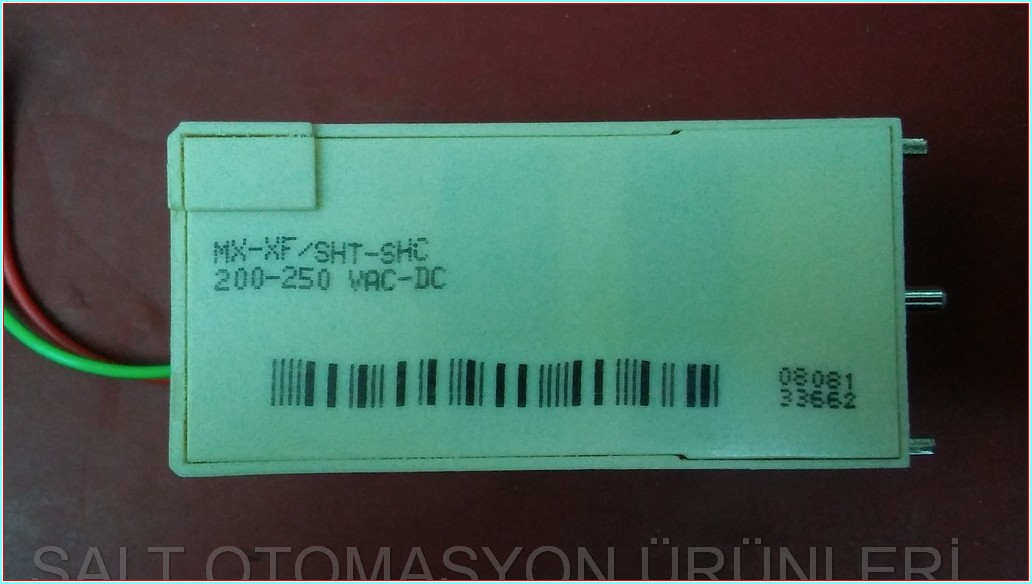 MX-XF/SHT-SHC
200-250 VAC-DC
08081
33662
SALT OTOMASYON ÜRÜNLERİ